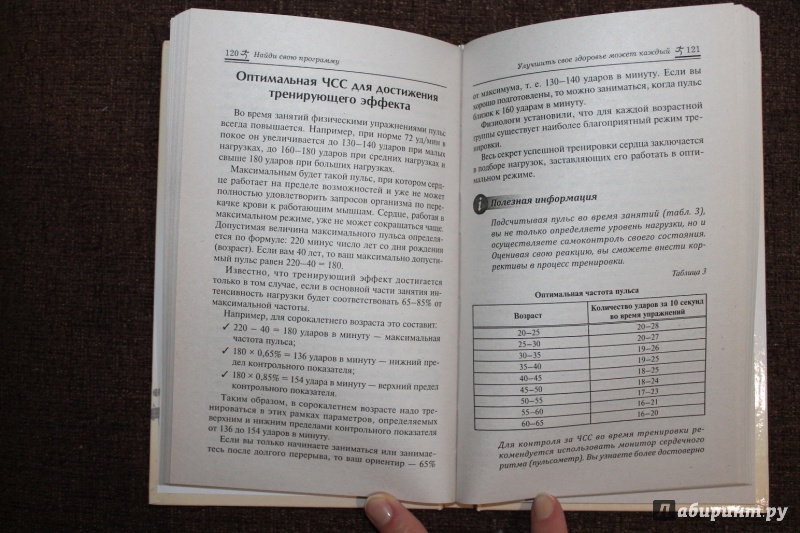 120 Найди свою программу
Оптимальная ЧСС для достижения
тренирующего эффекта
Во время занятий физическими упражнениями пульс
всегда повышается. Например, при норме 72 уд/мин в
покое он увеличивается до 130–140 ударов при малых
нагрузках, до 160–180 ударов при средних нагрузках и
свыше 180 ударов при больших нагрузках.
Максимальным будет такой пульс, при котором серд-
це работает на пределе возможностей и уже не может
полностью удовлетворить запросов организма по пере-
качке крови к работающим мышцам. Сердце, работая в
максимальном режиме, уже не может сокращаться чаще.
Допустимая величина максимального пульса определя-
ется по формуле: 220 минус число лет со дня рождения
(возраст). Если вам 40 лет, то ваш максимально допусти-
мый пульс равен 220–40 = 180.
Известно, что тренирующий эффект достигается
только в том случае, если в основной части занятия ин-
тенсивность нагрузки будет соответствовать 65–85% от
максимальной частоты.
Например, для сорокалетнего возраста это составит:
✓ 220 – 40 = 180 ударов в минуту — максимальная
частота пульса;
✓ 180 × 0,65% = 136 ударов в минуту — нижний пре-
дел контрольного показателя;
✓ 180 × 0,85% = 154 удара в минуту — верхний предел
контрольного показателя.
Таким образом, в сорокалетнем возрасте надо тре-
нироваться в этих рамках параметров, определяемых
верхним и нижним пределами контрольного показателя
от 136 до 154 ударов в минуту.
Если вы только начинаете заниматься или занимае-
тесь после долгого перерыва, то ваш ориентир — 65%
Улучшить свое здоровье может каждый 121
от максимума, т. е. 130–140 ударов в минуту. Если вы
хорошо подготовлены, то можно заниматься, когда пульс
близок к 160 ударам в минуту.
Физиологи установили, что для каждой возрастной
группы существует наиболее благоприятный режим тре-
нировки.
Весь секрет успешной тренировки сердца заключается
в подборе нагрузок, заставляющих его работать в опти-
мальном режиме.
i Полезная информация
Подсчитывая пульс во время занятий (табл. 3),
вы не только определяете уровень нагрузки, но и
осуществляете самоконтроль своего состояния.
Оценивая свою реакцию, вы сможете внести кор-
рективы в процесс тренировки.
Таблица 3
Оптимальная частота пульса
Возраст Количество ударов за 10 секунд
во время упражнений
20–25 20–28
25–30 20–27
30–35 19–26
35–40 19–25
40–45 18–25
45–50 18–24
50–55 17–23
55–60 16–21
60–65 16–20
Для контроля за ЧСС во время тренировки ре-
комендуется использовать монитор сердечного
ритма (пульсометр). Вы узнаете более достоверно
Лабиринт.ру